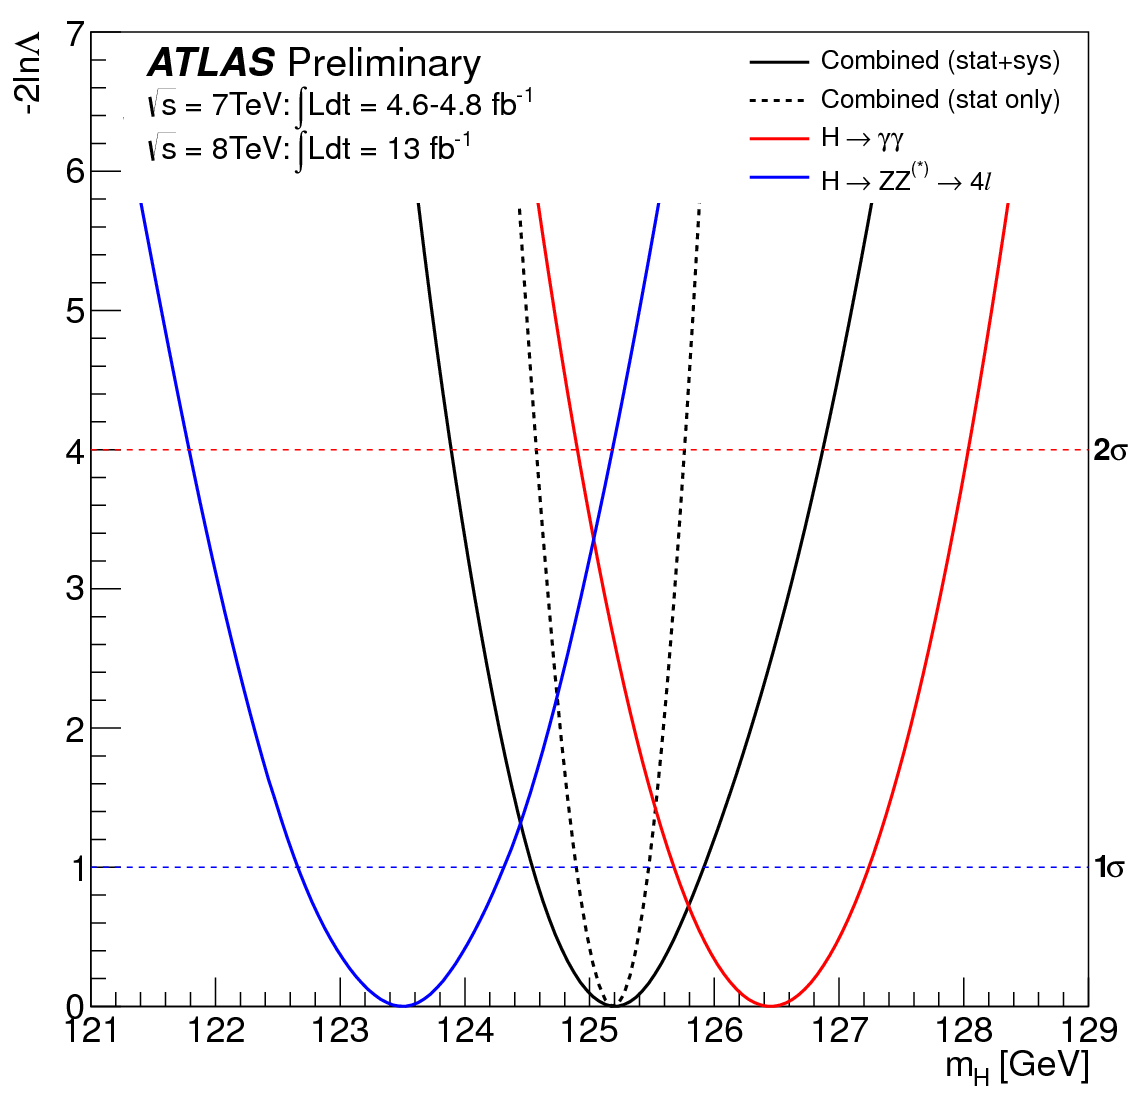 -2lnΛ
ATLAS Preliminary
√s = 7TeV: ∫Ldt = 4.6-4.8 fb⁻¹
√s = 8TeV: ∫Ldt = 13 fb⁻¹
Combined (stat+sys)
Combined (stat only)
H → γγ
H → ZZ⁽*⁾ → 4l
7
6
5
4
3
2
1
0
2σ
1σ
121 122 123 124 125 126 127 128 129
m_H [GeV]